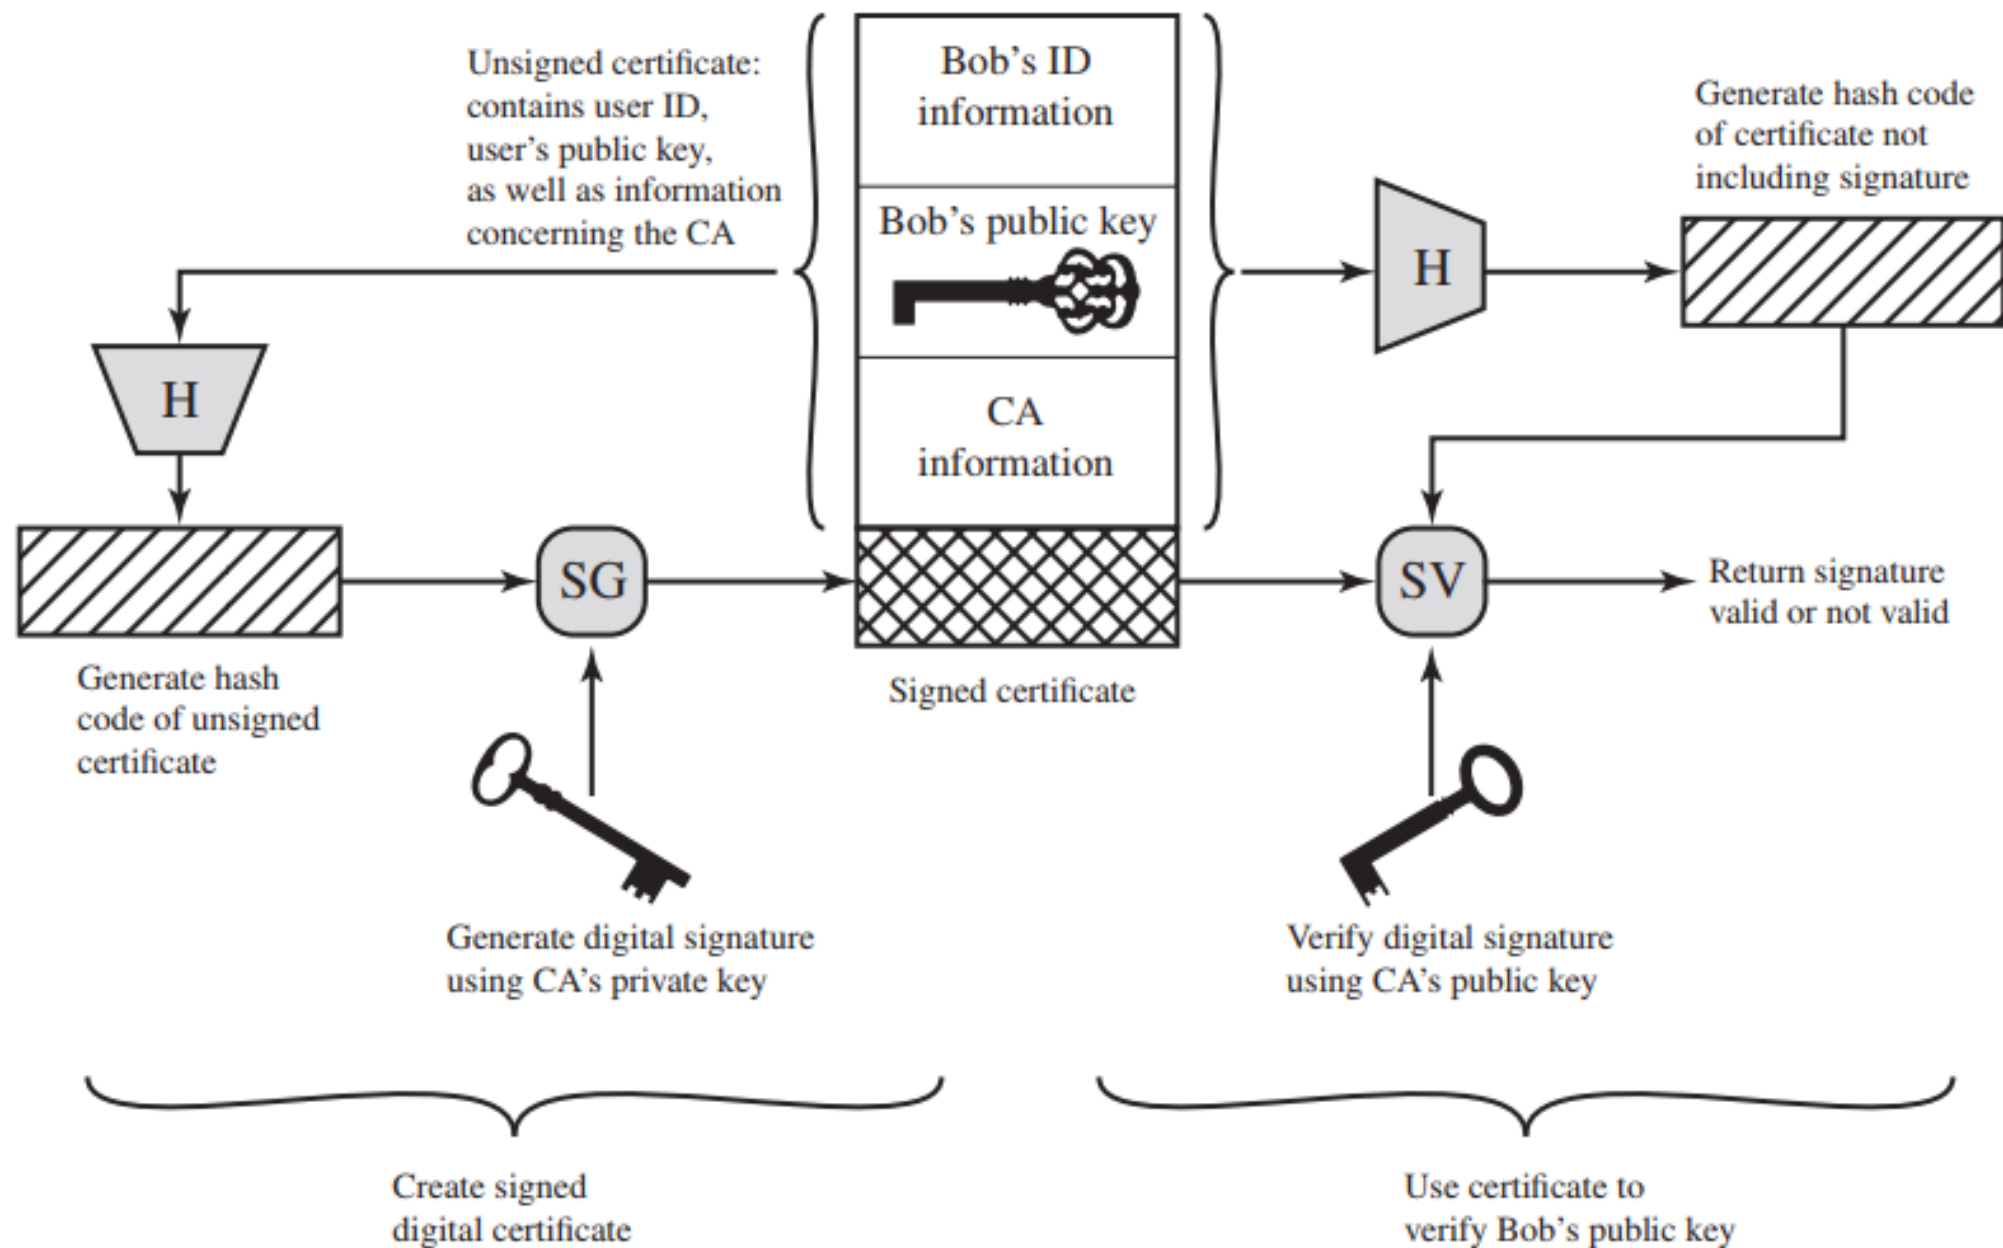 Unsigned certificate:
contains user ID,
user's public key,
as well as information
concerning the CA
Bob's ID
information
Bob's public key
CA
information
Generate hash code
of certificate not
including signature
H
H
SG
SV
Return signature
valid or not valid
Generate hash
code of unsigned
certificate
Signed certificate
Generate digital signature
using CA's private key
Verify digital signature
using CA's public key
Create signed
digital certificate
Use certificate to
verify Bob's public key